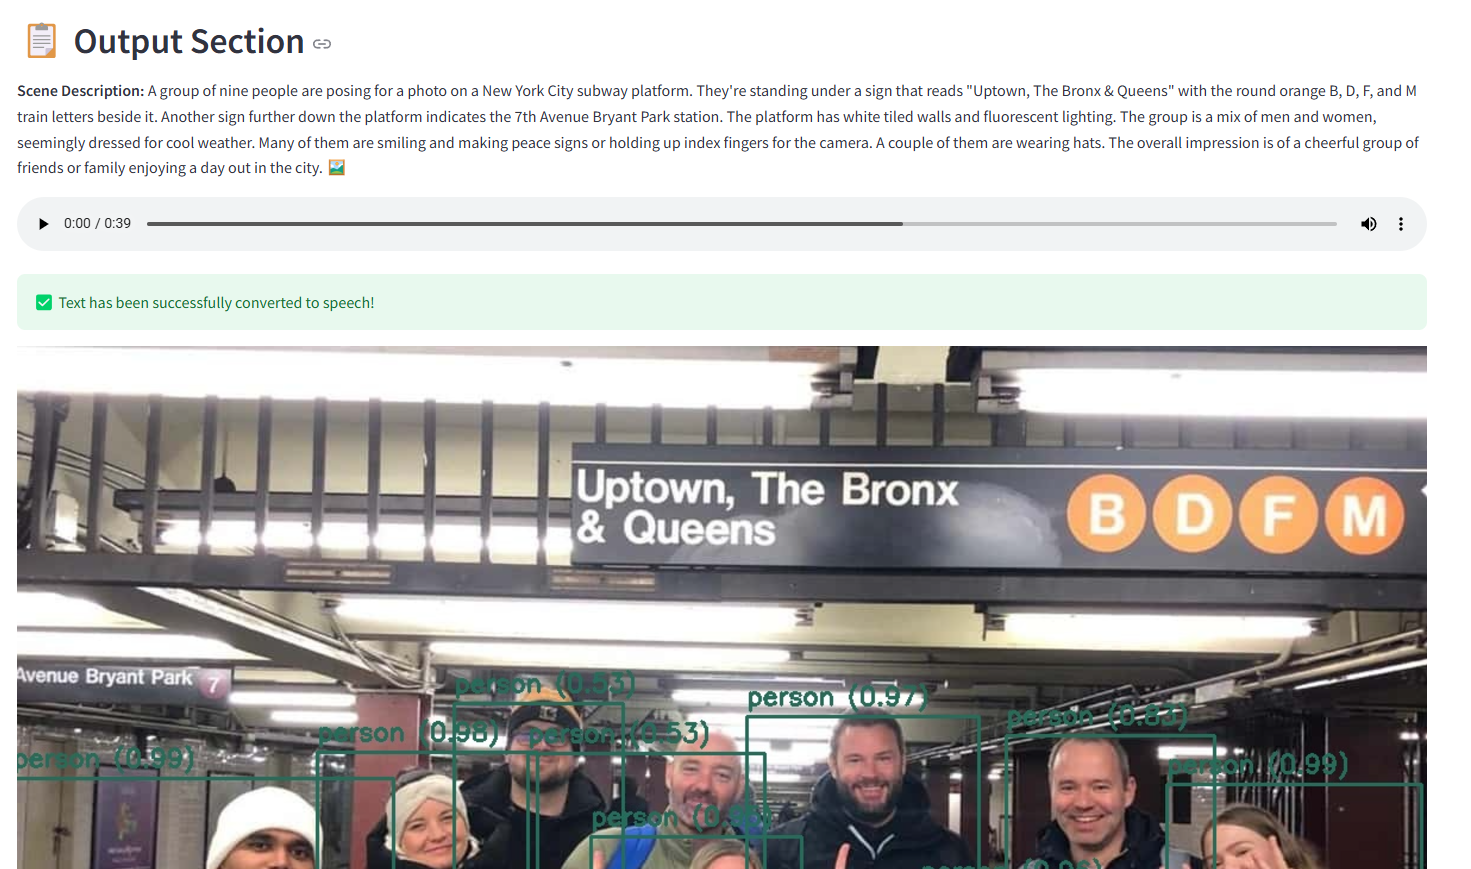 Output Section
Scene Description: A group of nine people are posing for a photo on a New York City subway platform. They're standing under a sign that reads "Uptown, The Bronx & Queens" with the round orange B, D, F, and M
train letters beside it. Another sign further down the platform indicates the 7th Avenue Bryant Park station. The platform has white tiled walls and fluorescent lighting. The group is a mix of men and women,
seemingly dressed for cool weather. Many of them are smiling and making peace signs or holding up index fingers for the camera. A couple of them are wearing hats. The overall impression is of a cheerful group of
friends or family enjoying a day out in the city.
0:00 / 0:39
Text has been successfully converted to speech!
Uptown, The Bronx
& Queens
B D F M
Avenue Bryant Park 7
person (0.53)
person (0.97)
person (0.83)
person (0.98)
person (0.53)
person (0.99)
person (0.99)
person
person